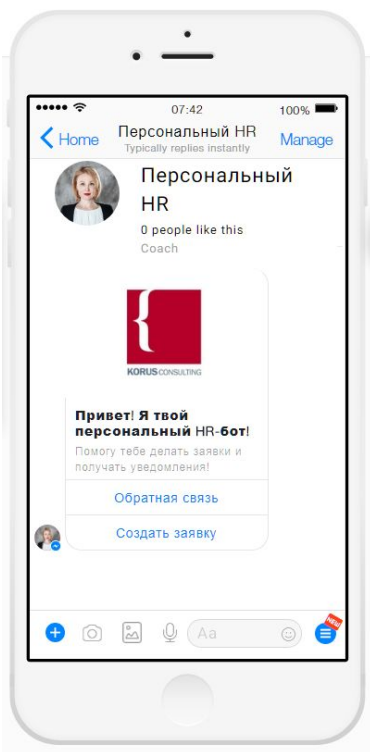 07:42
100%
Home
Персональный HR
Manage
Typically replies instantly
Персональный
HR
0 people like this
Coach
KORUS CONSULTING
Привет! Я твой
персональный HR-бот!
Помогу тебе делать заявки и
получать уведомления!
Обратная связь
Создать заявку
Aa
NEW